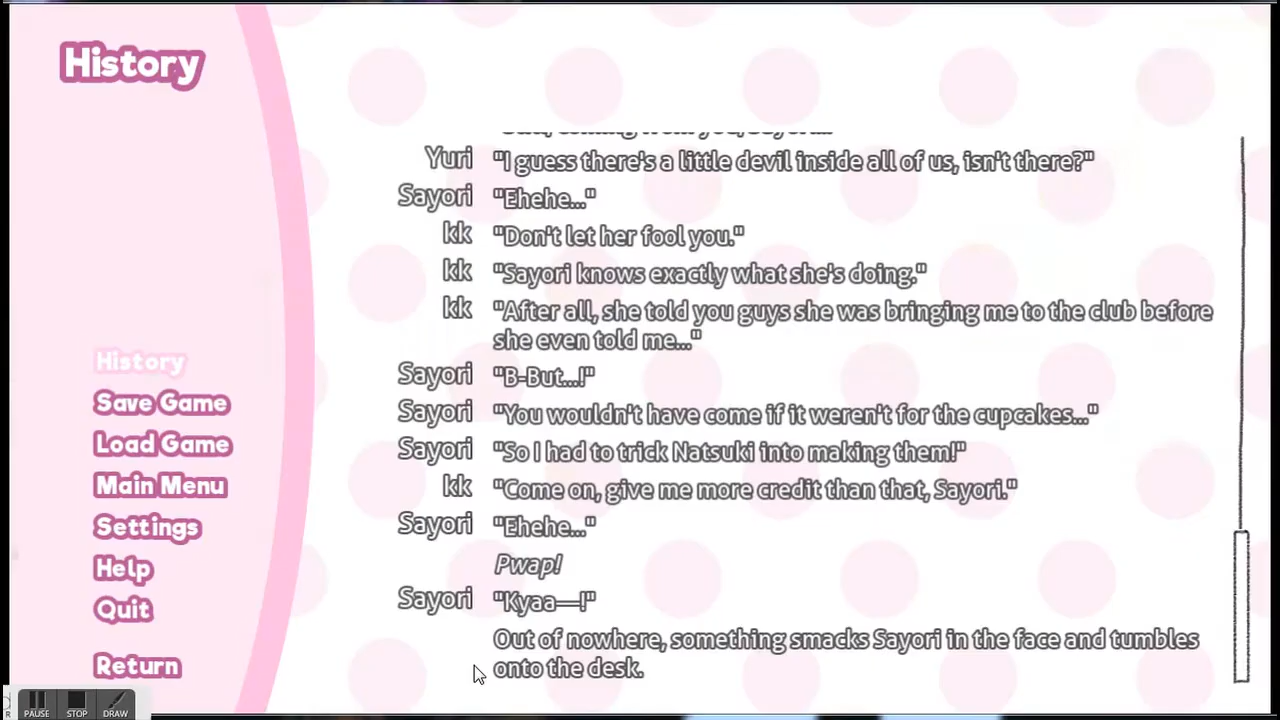 History
Yuri "I guess there's a little devil inside all of us, isn't there?"
Sayori "Ehehe..."
kk "Don't let her fool you."
kk "Sayori knows exactly what she's doing."
kk "After all, she told you guys she was bringing me to the club before
she even told me..."
Sayori "B-But...!"
Sayori "You wouldn't have come if it weren't for the cupcakes..."
Sayori "So I had to trick Natsuki into making them!"
kk "Come on, give me more credit than that, Sayori."
Sayori "Ehehe..."
Pwap!
Sayori "Kyaa—!"
Out of nowhere, something smacks Sayori in the face and tumbles
onto the desk.
History
Save Game
Load Game
Main Menu
Settings
Help
Quit
Return
PAUSE STOP DRAW